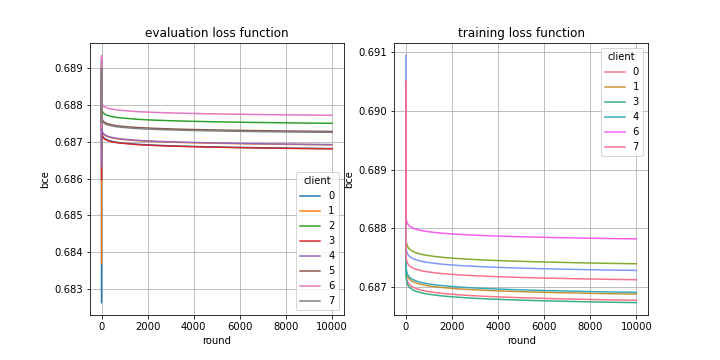 evaluation loss function
0.689
0.688
0.687
0.686
0.685
0.684
0.683
bce
0 2000 4000 6000 8000 10000
round
client
0
1
2
3
4
5
6
7
training loss function
0.691
0.690
0.689
0.688
0.687
bce
0 2000 4000 6000 8000 10000
round
client
0
1
3
4
6
7